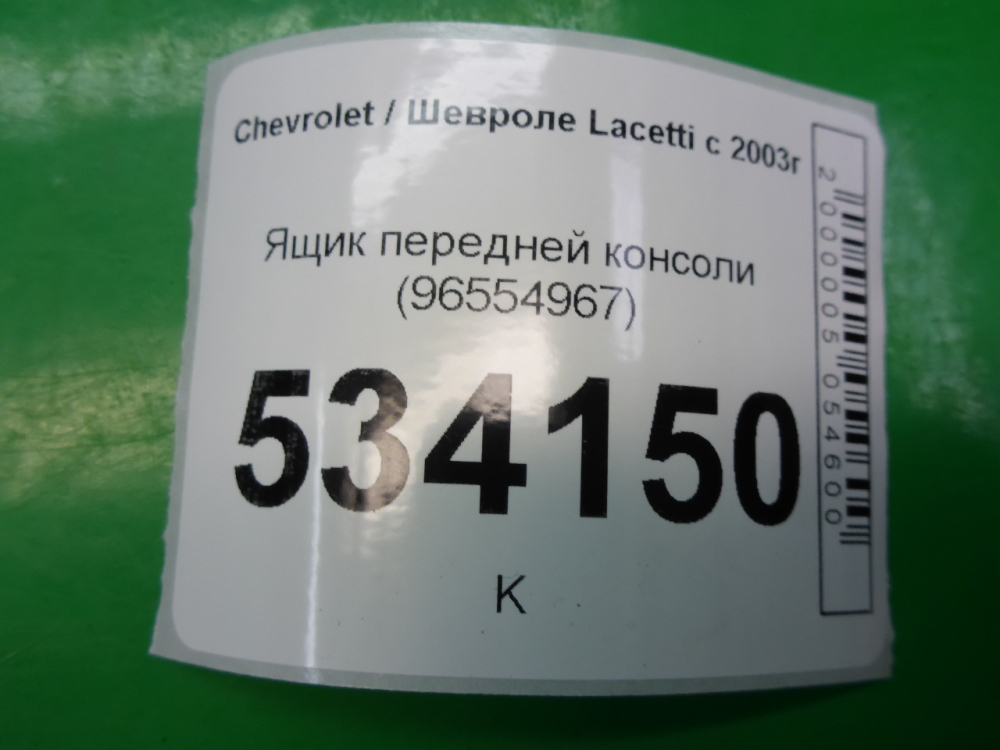 Chevrolet / Шевроле Lacetti с 2003г
Ящик передней консоли
(96554967)
534150
К
2000005054600